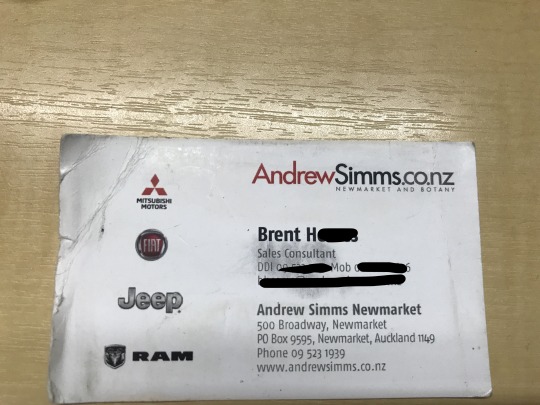 AndrewSimms.co.nz
NEWMARKET AND BOTANY
MITSUBISHI
MOTORS
FIAT
Jeep
RAM
Brent H
Sales Consultant
DDI Mob
Andrew Simms Newmarket
500 Broadway, Newmarket
PO Box 9595, Newmarket, Auckland 1149
Phone 09 523 1939
www.andrewsimms.co.nz